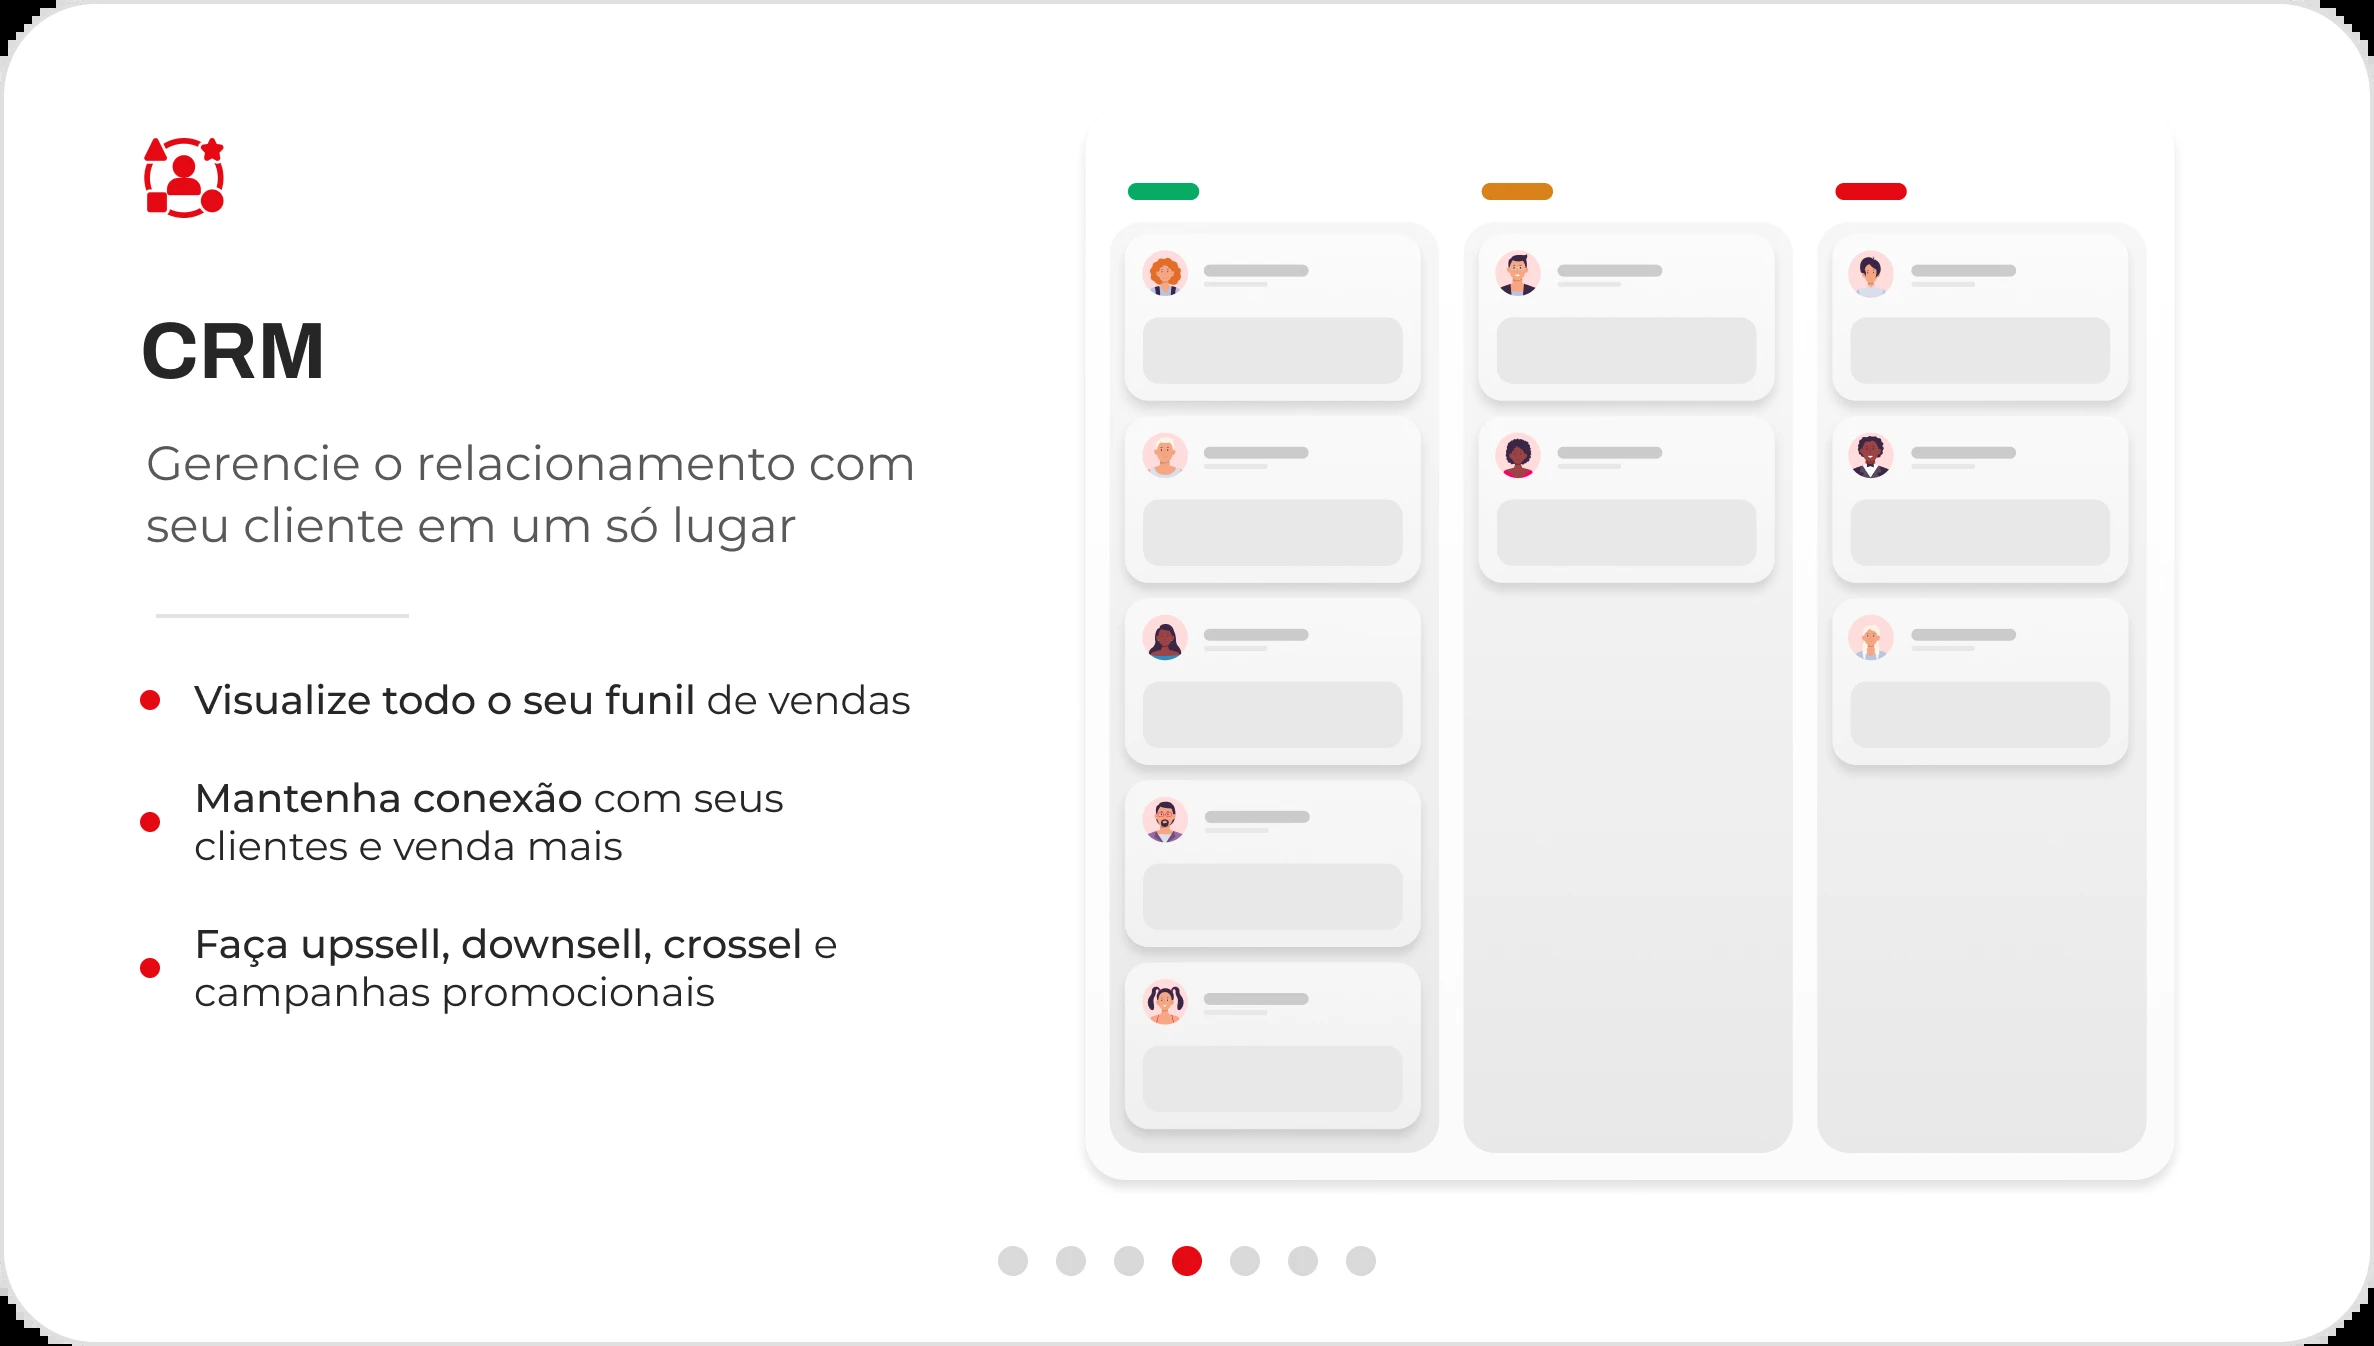 CRM
Gerencie o relacionamento com
seu cliente em um só lugar
Visualize todo o seu funil de vendas
Mantenha conexão com seus
clientes e venda mais
Faça upssell, downsell, crossel e
campanhas promocionais